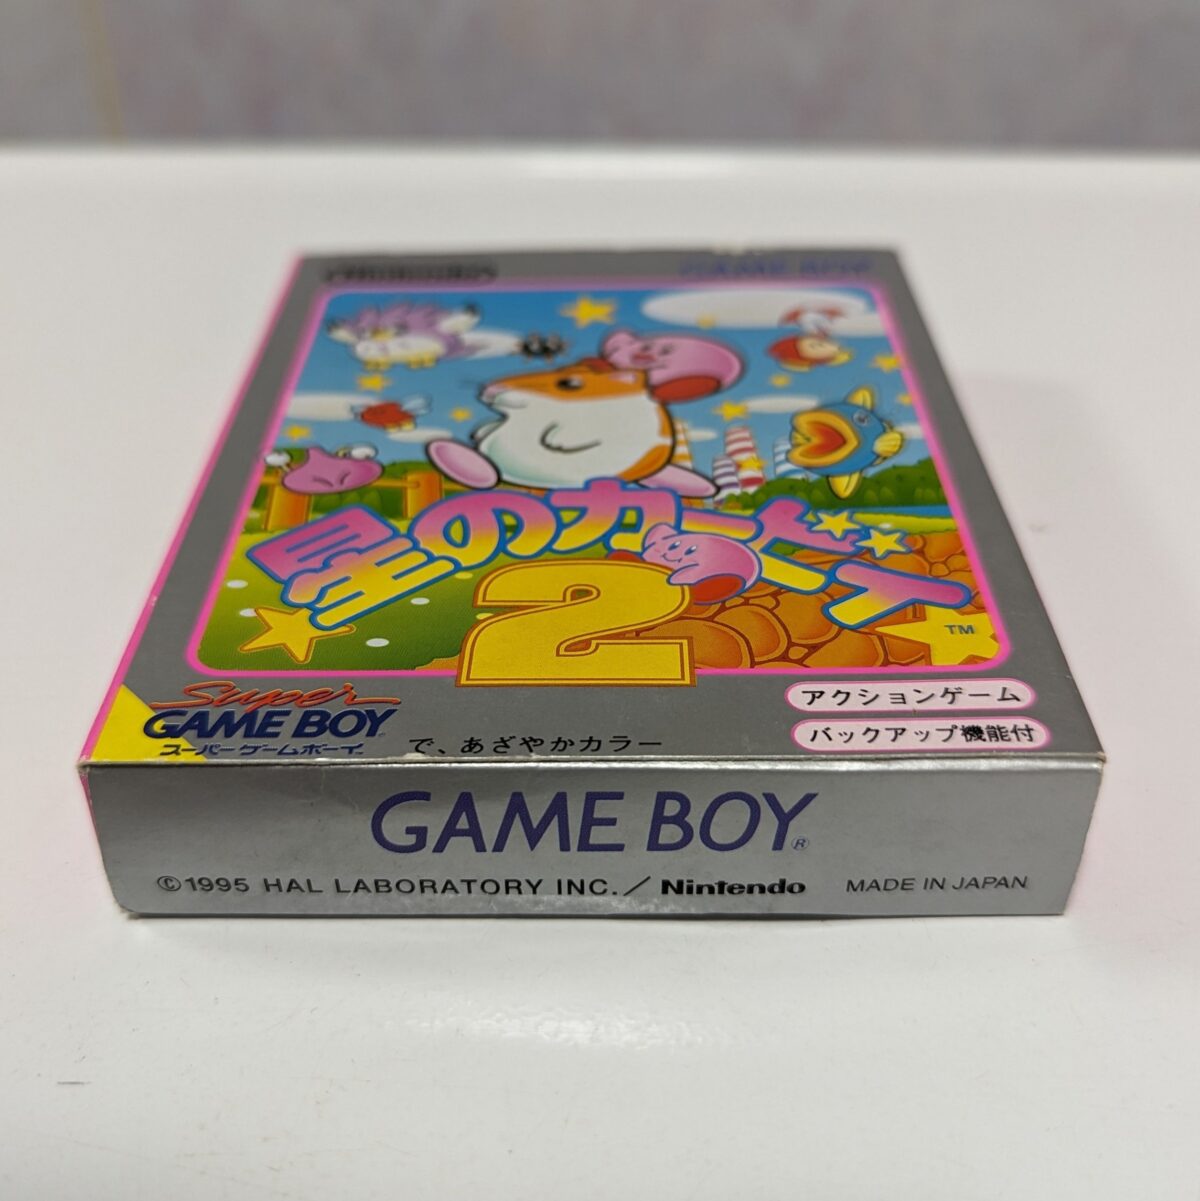 GAME BOY
星のカービィ
2
TM
Super
GAME BOY
スーパーゲームボーイ
で、あざやかカラー
アクションゲーム
バックアップ機能付
GAME BOY®
©1995 HAL LABORATORY INC./Nintendo MADE IN JAPAN